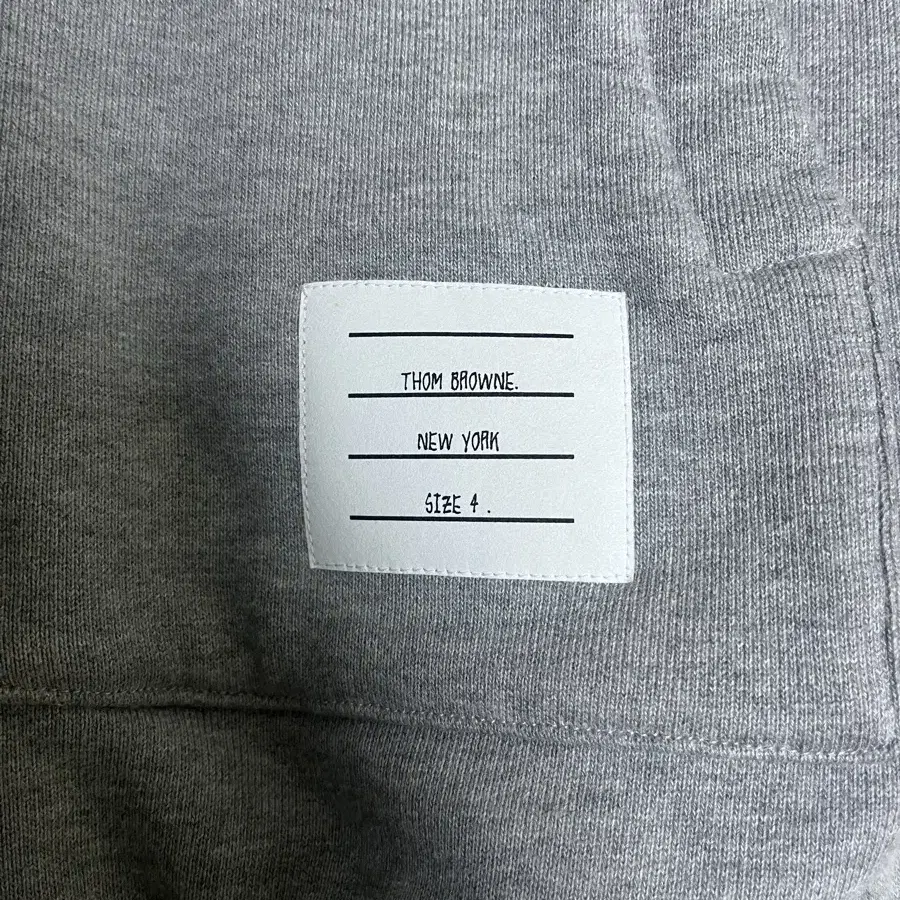 THOM BROWNE.
NEW YORK
SIZE 4 .